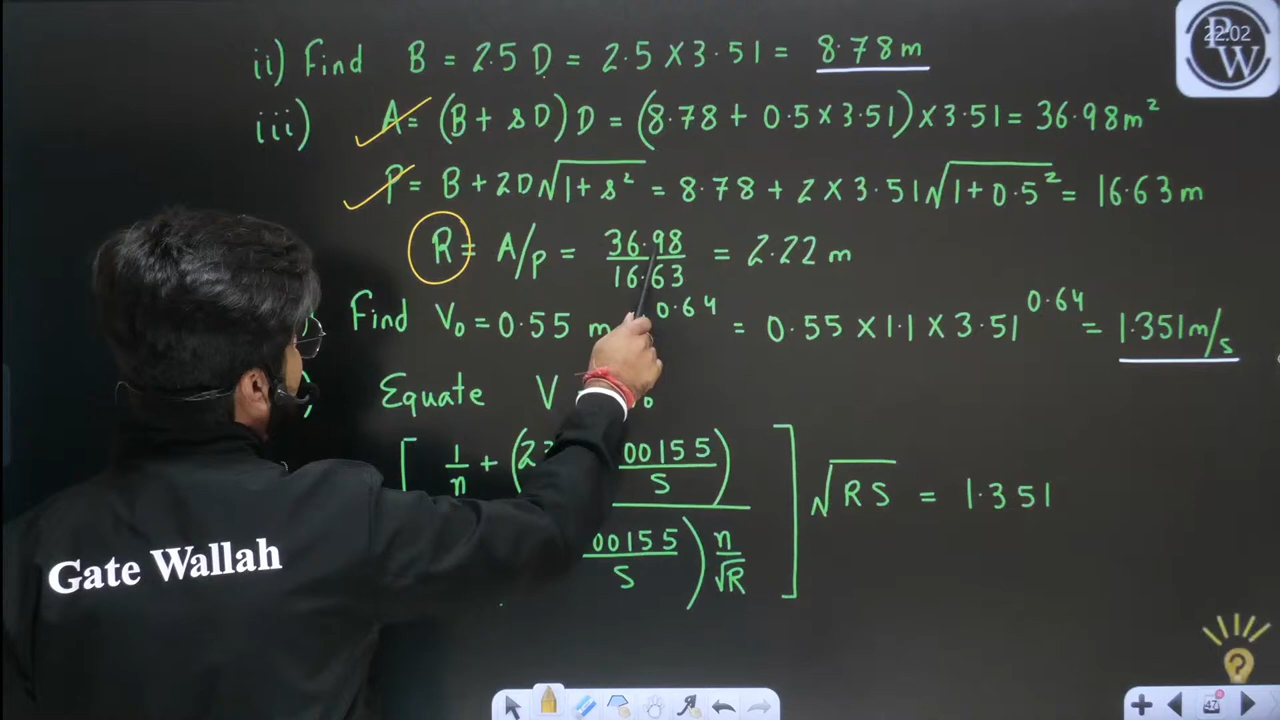 22:02
PW
ii) Find B = 2.5 D = 2.5 × 3.51 = 8.78 m
iii) A = (B + sD) D = (8.78 + 0.5 × 3.51) × 3.51 = 36.98 m²
P = B + 2D√(1 + s²) = 8.78 + 2 × 3.51√(1 + 0.5²) = 16.63 m
R = A/P = 36.98/16.63 = 2.22 m
Find V₀ = 0.55 m 0.64 = 0.55 × 1.1 × 3.51^0.64 = 1.351 m/s
Equate V ₀
[ 1/n + (2 00155/S)
00155/S) n/√R ] √RS = 1.351
Gate Wallah
47